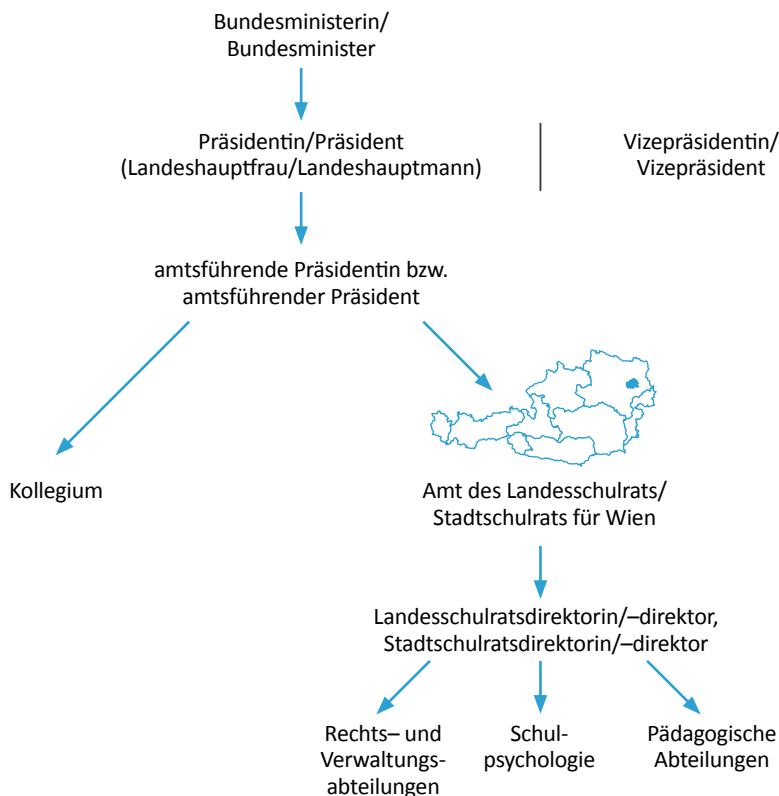 Bundesministerin/
Bundesminister
Präsidentin/Präsident
(Landeshauptfrau/Landeshauptmann)
Vizepräsidentin/
Vizepräsident
amtsführende Präsidentin bzw.
amtsführender Präsident
Kollegium
Amt des Landesschulrats/
Stadtschulrats für Wien
Landesschulratsdirektorin/–direktor,
Stadtschulratsdirektorin/–direktor
Rechts– und
Verwaltungs-
abteilungen
Schul-
psychologie
Pädagogische
Abteilungen